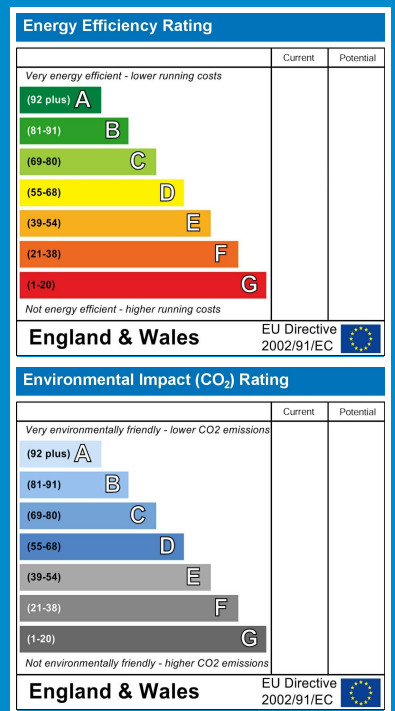 Energy Efficiency Rating
Current Potential
Very energy efficient - lower running costs
(92 plus) A
(81-91) B
(69-80) C
(55-68) D
(39-54) E
(21-38) F
(1-20) G
Not energy efficient - higher running costs
England & Wales
EU Directive
2002/91/EC
Environmental Impact (CO₂) Rating
Current Potential
Very environmentally friendly - lower CO2 emissions
(92 plus) A
(81-91) B
(69-80) C
(55-68) D
(39-54) E
(21-38) F
(1-20) G
Not environmentally friendly - higher CO2 emissions
England & Wales
EU Directive
2002/91/EC